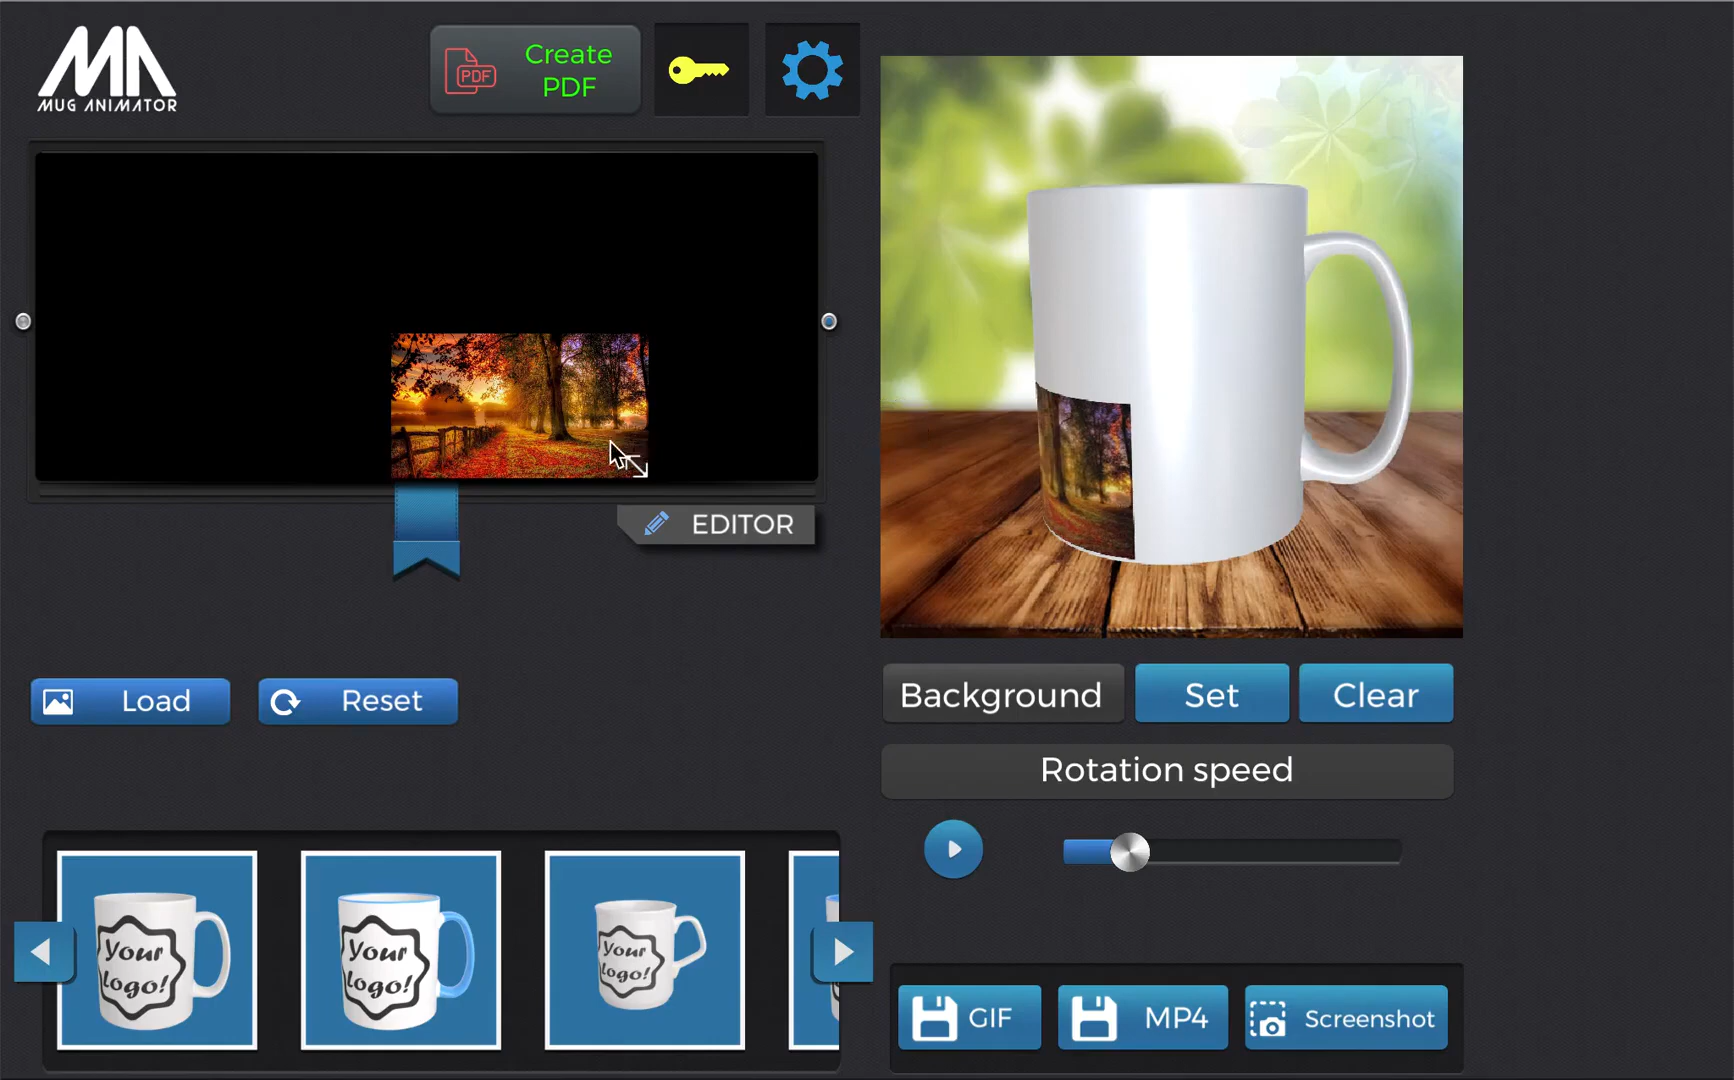 MUG ANIMATOR
PDF
Create
PDF
EDITOR
Load
Reset
Background
Set
Clear
Rotation speed
Your
Logo!
Your
Logo!
Your
Logo!
GIF
MP4
Screenshot